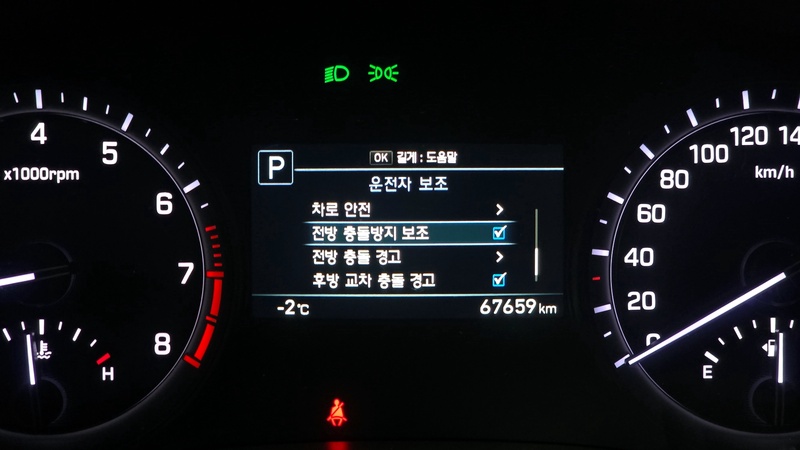 OK 길게 : 도움말
P
운전자 보조
차로 안전
전방 충돌방지 보조
전방 충돌 경고
후방 교차 충돌 경고
-2℃ 67659 km
4
5
6
7
8
x1000rpm
H
0
20
40
60
80
100
120
km/h
E